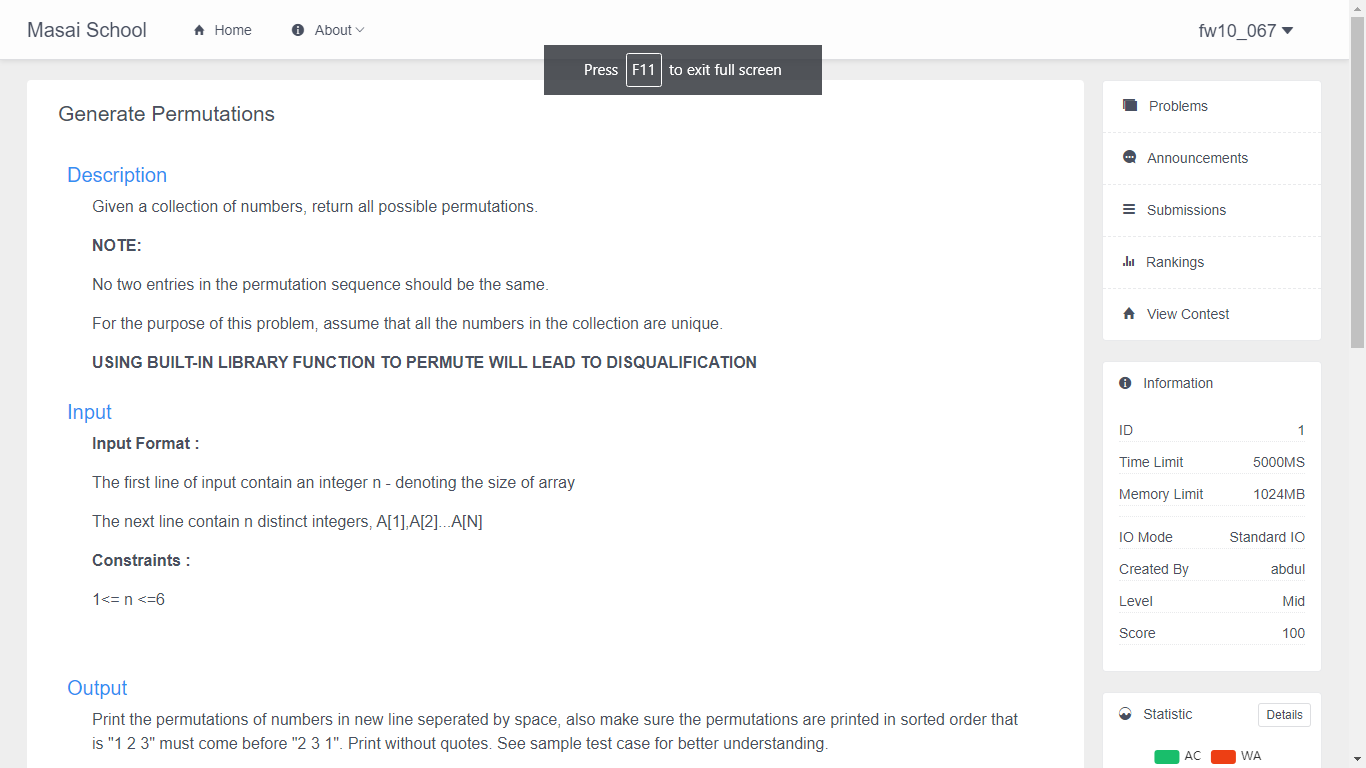 Masai School
Home
About
fw10_067
Press F11 to exit full screen
Generate Permutations
Description
Given a collection of numbers, return all possible permutations.
NOTE:
No two entries in the permutation sequence should be the same.
For the purpose of this problem, assume that all the numbers in the collection are unique.
USING BUILT-IN LIBRARY FUNCTION TO PERMUTE WILL LEAD TO DISQUALIFICATION
Input
Input Format :
The first line of input contain an integer n - denoting the size of array
The next line contain n distinct integers, A[1],A[2]...A[N]
Constraints :
1<= n <=6
Output
Print the permutations of numbers in new line seperated by space, also make sure the permutations are printed in sorted order that
is "1 2 3" must come before "2 3 1". Print without quotes. See sample test case for better understanding.
Problems
Announcements
Submissions
Rankings
View Contest
Information
ID 1
Time Limit 5000MS
Memory Limit 1024MB
IO Mode Standard IO
Created By abdul
Level Mid
Score 100
Statistic Details
AC WA